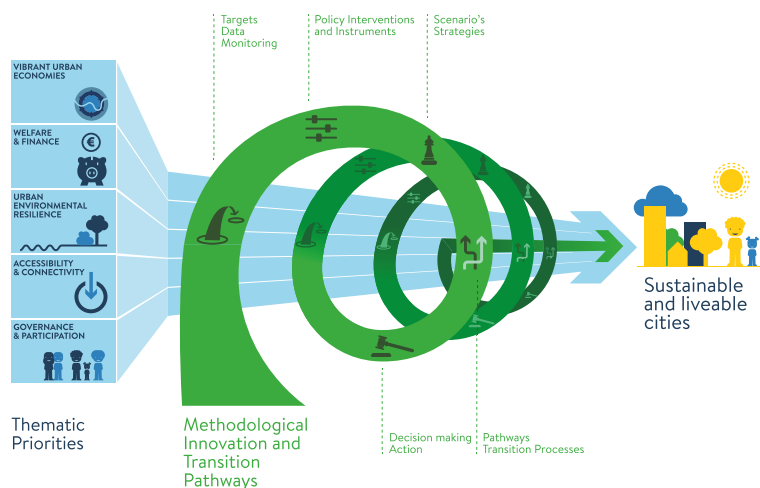 Targets
Data
Monitoring
Policy Interventions
and Instruments
Scenario's
Strategies
VIBRANT URBAN
ECONOMIES
WELFARE
& FINANCE
€
URBAN
ENVIRONMENTAL
RESILIENCE
ACCESSIBILITY
& CONNECTIVITY
GOVERNANCE
& PARTICIPATION
Sustainable
and liveable
cities
Thematic
Priorities
Methodological
Innovation and
Transition
Pathways
Decision making
Action
Pathways
Transition Processes